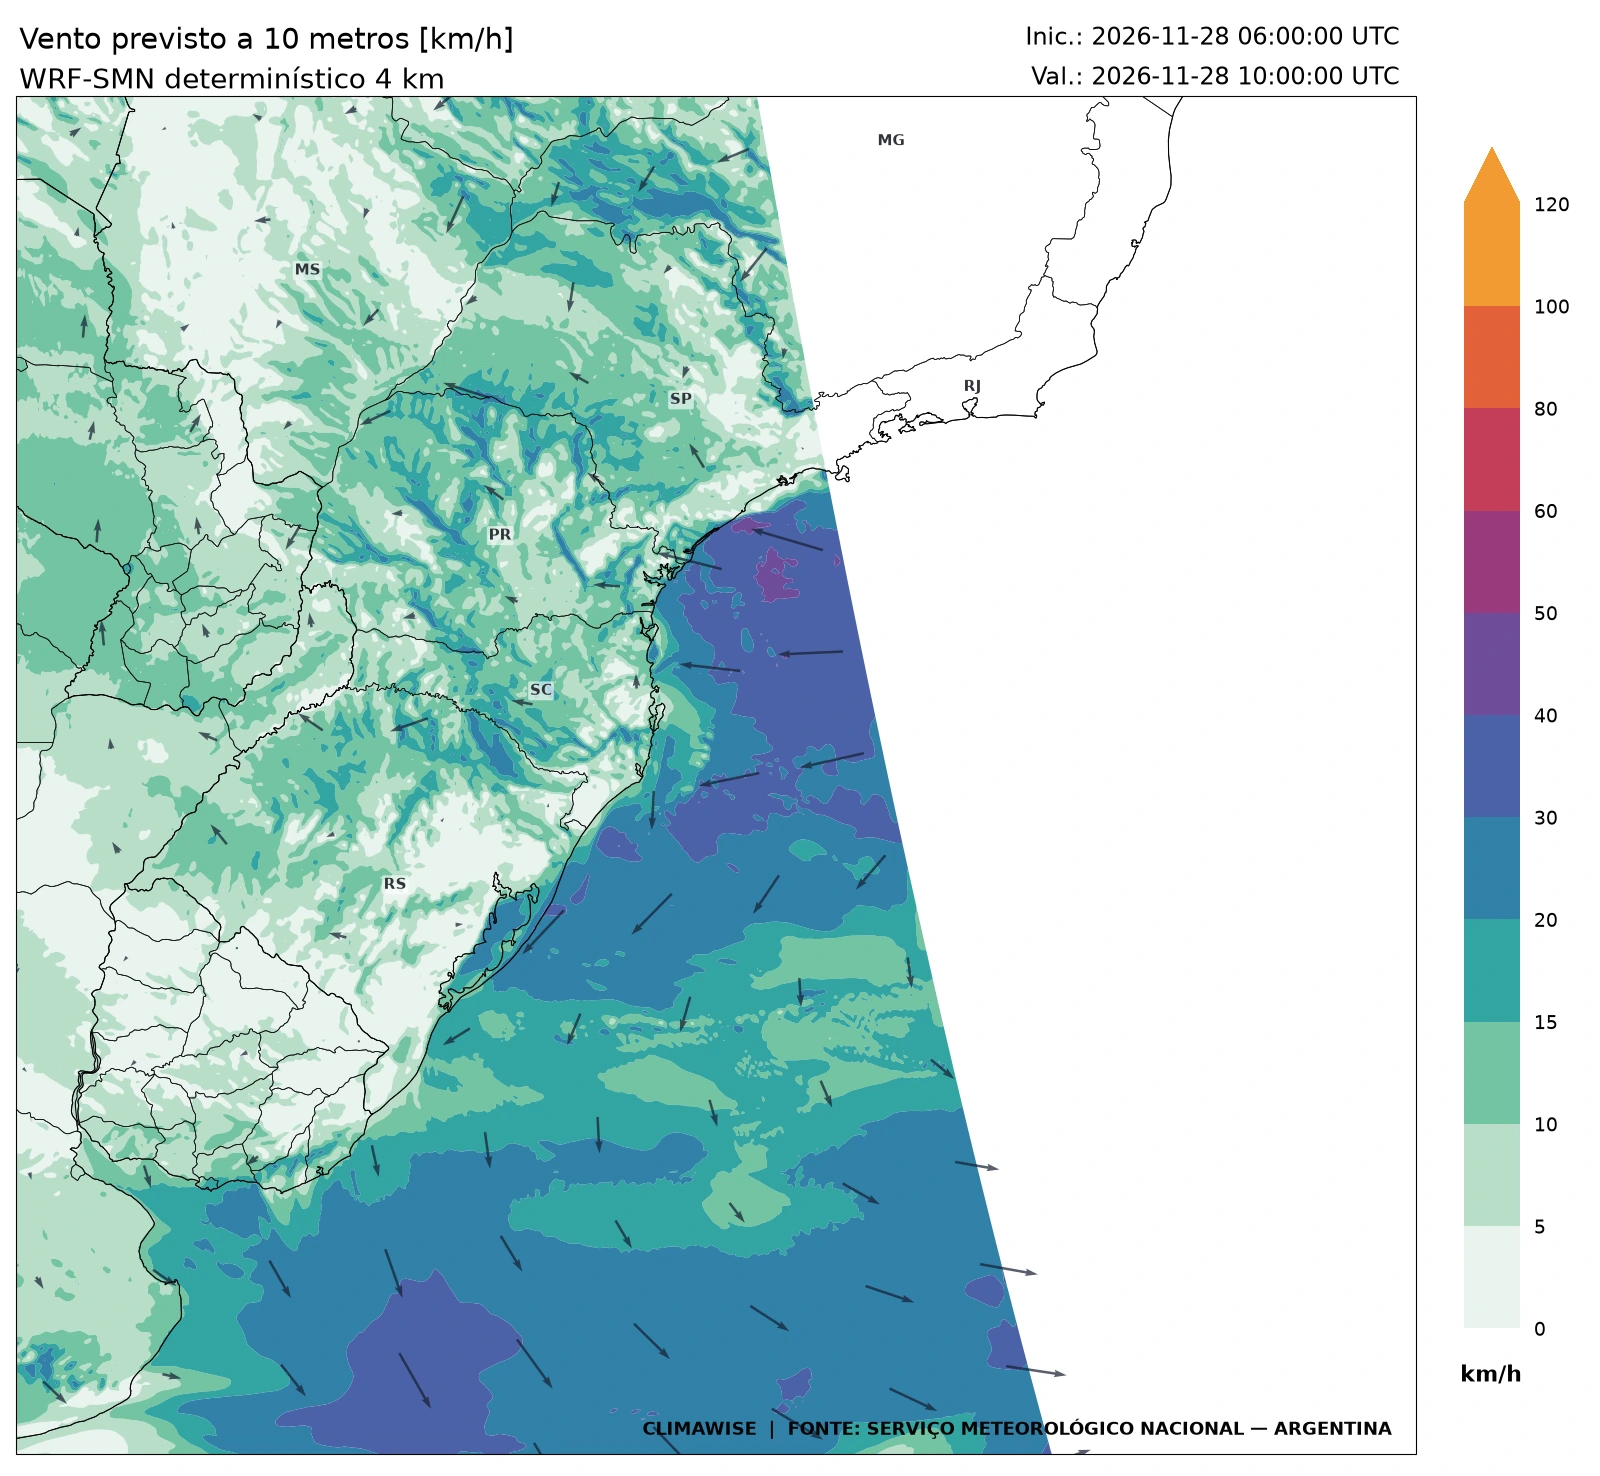 Vento previsto a 10 metros [km/h]
WRF-SMN determinístico 4 km
Inic.: 2026-11-28 06:00:00 UTC
Val.: 2026-11-28 10:00:00 UTC
MG
MS
RJ
SP
PR
SC
RS
120
100
80
60
50
40
30
20
15
10
5
0
km/h
CLIMAWISE | FONTE: SERVIÇO METEOROLÓGICO NACIONAL — ARGENTINA